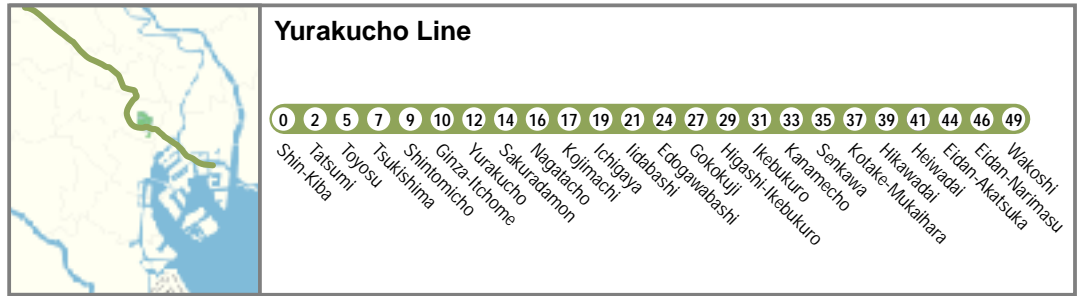 Yurakucho Line
0 2 5 7 9 10 12 14 16 17 19 21 24 27 29 31 33 35 37 39 41 44 46 49
Shin-Kiba
Tatsumi
Toyosu
Tsukishima
Shintomicho
Ginza-Itchome
Yurakucho
Sakuradamon
Nagatacho
Kojimachi
Ichigaya
Iidabashi
Edogawabashi
Gokokuji
Higashi-Ikebukuro
Ikebukuro
Kanamecho
Senkawa
Kotake-Mukaihara
Hikawadai
Heiwadai
Eidan-Akatsuka
Eidan-Narimasu
Wakoshi